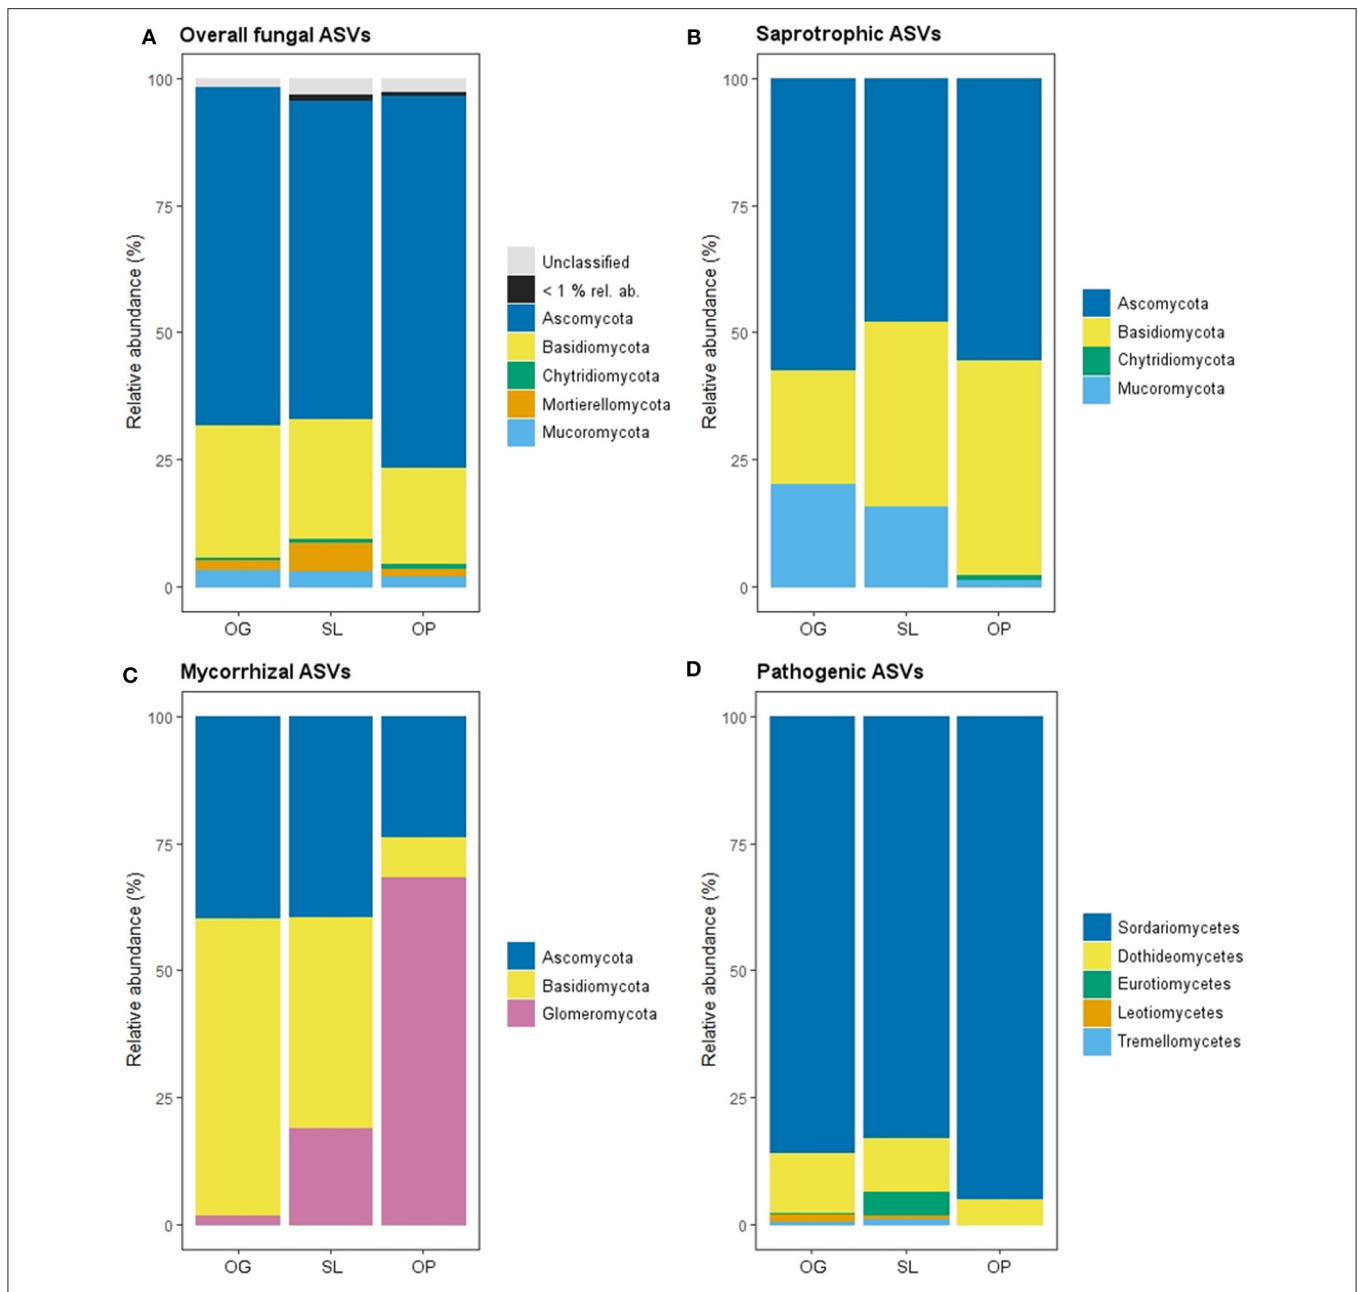 A Overall fungal ASVs
Relative abundance (%)
100
75
50
25
0
OG SL OP
Unclassified
< 1 % rel. ab.
Ascomycota
Basidiomycota
Chytridiomycota
Mortierellomycota
Mucoromycota
B Saprotrophic ASVs
Relative abundance (%)
100
75
50
25
0
OG SL OP
Ascomycota
Basidiomycota
Chytridiomycota
Mucoromycota
C Mycorrhizal ASVs
Relative abundance (%)
100
75
50
25
0
OG SL OP
Ascomycota
Basidiomycota
Glomeromycota
D Pathogenic ASVs
Relative abundance (%)
100
75
50
25
0
OG SL OP
Sordariomycetes
Dothideomycetes
Eurotiomycetes
Leotiomycetes
Tremellomycetes